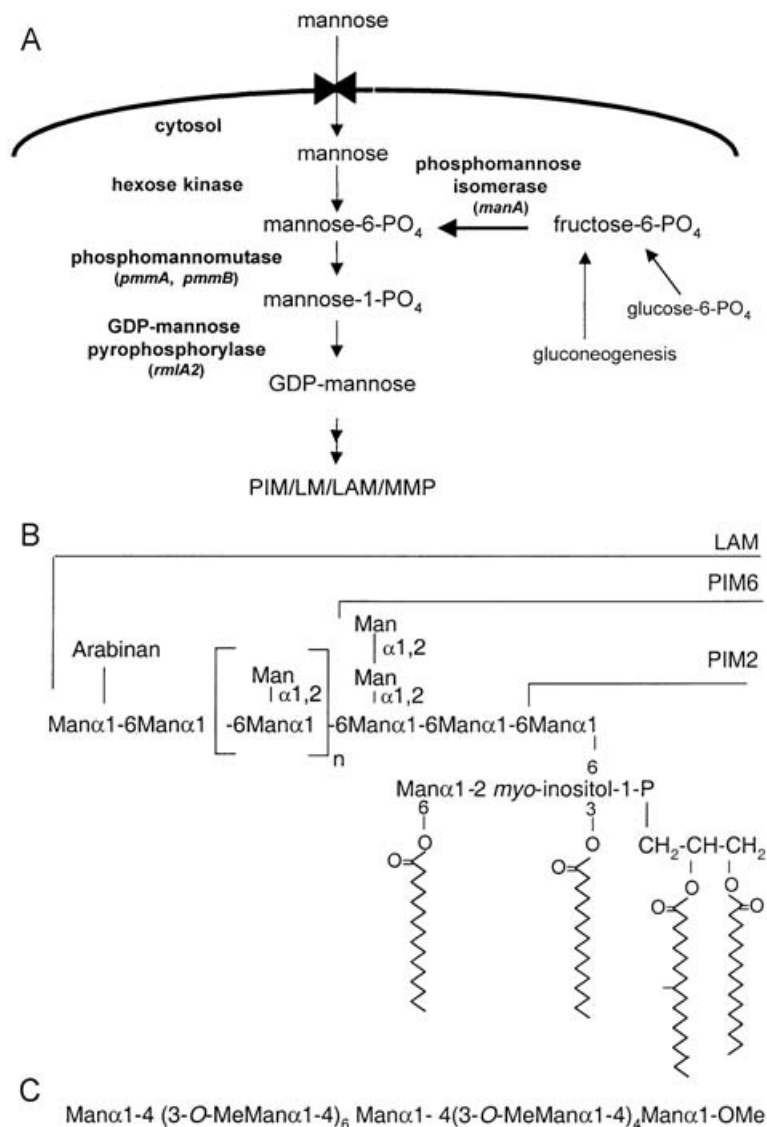 A
mannose
cytosol
mannose
hexose kinase
phosphomannose
isomerase
(manA)
mannose-6-PO₄
fructose-6-PO₄
phosphomannomutase
(pmmA, pmmB)
mannose-1-PO₄
glucose-6-PO₄
GDP-mannose
pyrophosphorylase
(rmlA2)
gluconeogenesis
GDP-mannose
PIM/LM/LAM/MMP
B
LAM
PIM6
PIM2
Man
α1,2
Arabinan
Man Man
α1,2 α1,2
Manα1-6Manα1 -6Manα1 -6Manα1-6Manα1-6Manα1
n
6
Manα1-2 myo-inositol-1-P
6 3
O O CH₂-CH-CH₂
O O O O
O O
C
Manα1-4 (3-O-MeManα1-4)₆ Manα1- 4(3-O-MeManα1-4)₄Manα1-OMe